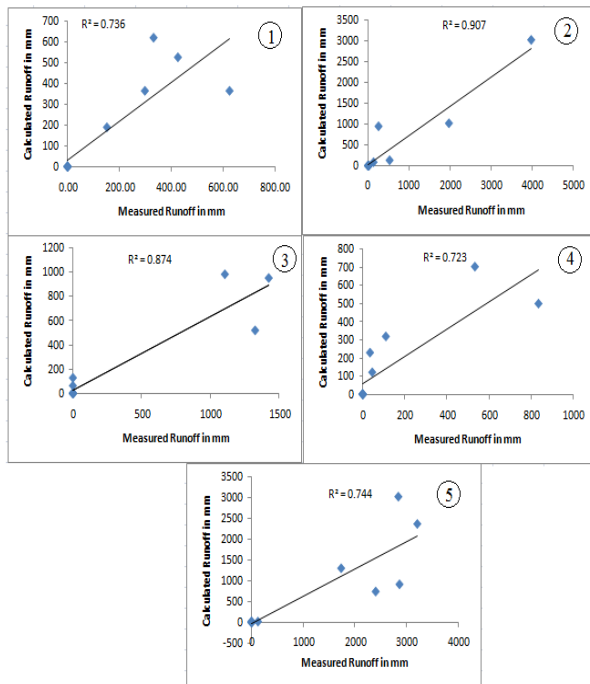 R² = 0.736
1
Calculated Runoff in mm
700
600
500
400
300
200
100
0
0.00 200.00 400.00 600.00 800.00
Measured Runoff in mm
R² = 0.907
2
Calculated Runoff in mm
3500
3000
2500
2000
1500
1000
500
0
0 1000 2000 3000 4000 5000
Measured Runoff in mm
R² = 0.874
3
Calculated Runoff in mm
1200
1000
800
600
400
200
0
0 500 1000 1500
Measured Runoff in mm
R² = 0.723
4
Calculated Runoff in mm
800
700
600
500
400
300
200
100
0
0 200 400 600 800 1000
Measured Runoff in mm
R² = 0.744
5
Calculated Runoff in mm
3500
3000
2500
2000
1500
1000
500
0
-500
0 1000 2000 3000 4000
Measured Runoff in mm